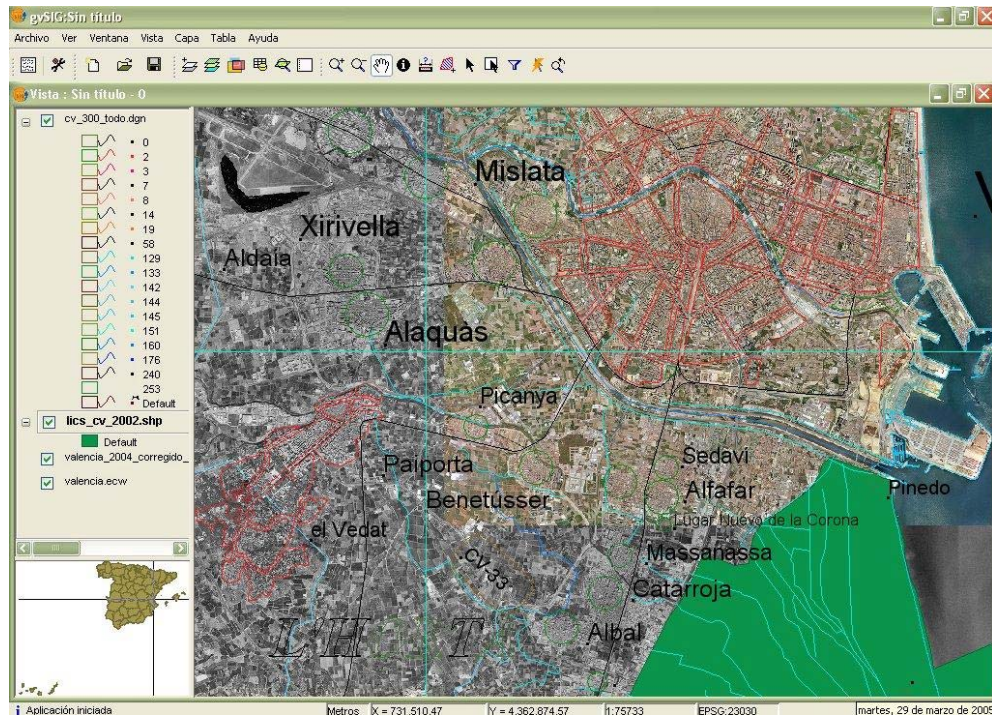 gvSIG:Sin título
Archivo Ver Ventana Vista Capa Tabla Ayuda
Vista : Sin título - 0
cv_300_todo.dgn
0
2
3
7
8
14
19
58
129
133
142
144
145
151
160
176
240
253
Default
lics_cv_2002.shp
Default
valencia_2004_corregido_
valencia.ecw
Mislata
V
Xirivella
Aldaia
Alaquàs
Picanya
Paiporta
Sedaví
Benetússer
Alfafar
Pinedo
Lugar Nuevo de la Corona
el Vedat
CV-33
Massanassa
Catarroja
L' H T
Albal
Aplicación iniciada
Metros
X = 731.510.47
Y = 4.362.874.57
1:75733
EPSG:23030
martes, 29 de marzo de 2005